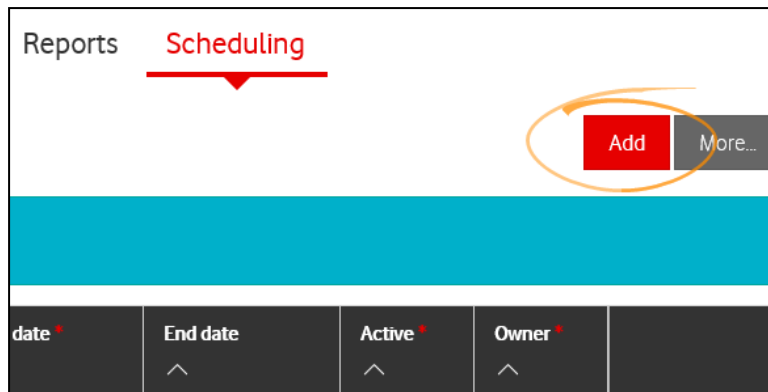 Reports Scheduling
Add More...
date * End date Active * Owner *